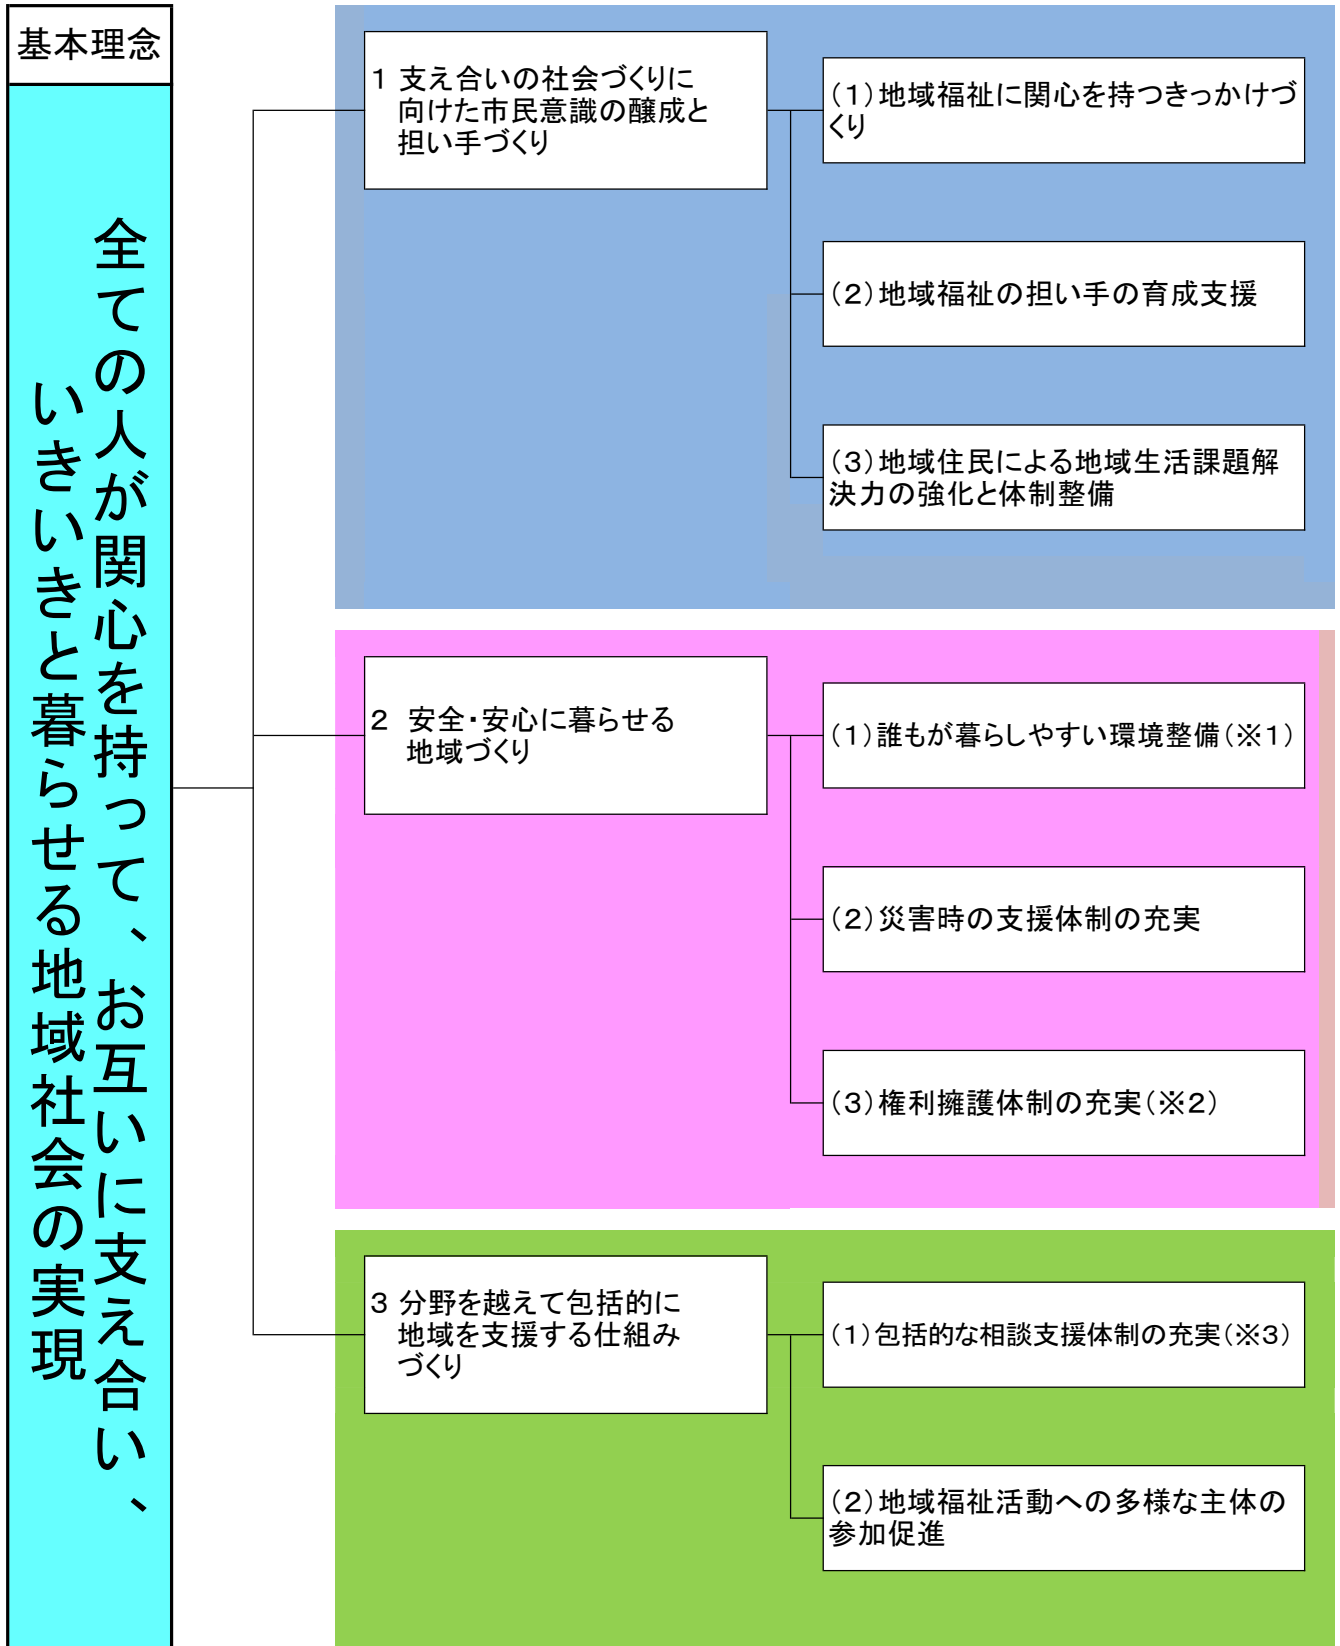 基本理念
全ての人が関心を持って、お互いに支え合い、
いきいきと暮らせる地域社会の実現
1 支え合いの社会づくりに
向けた市民意識の醸成と
担い手づくり
(1)地域福祉に関心を持つきっかけづ
くり
(2)地域福祉の担い手の育成支援
(3)地域住民による地域生活課題解
決力の強化と体制整備
2 安全・安心に暮らせる
地域づくり
(1)誰もが暮らしやすい環境整備(※1)
(2)災害時の支援体制の充実
(3)権利擁護体制の充実(※2)
3 分野を越えて包括的に
地域を支援する仕組み
づくり
(1)包括的な相談支援体制の充実(※3)
(2)地域福祉活動への多様な主体の
参加促進